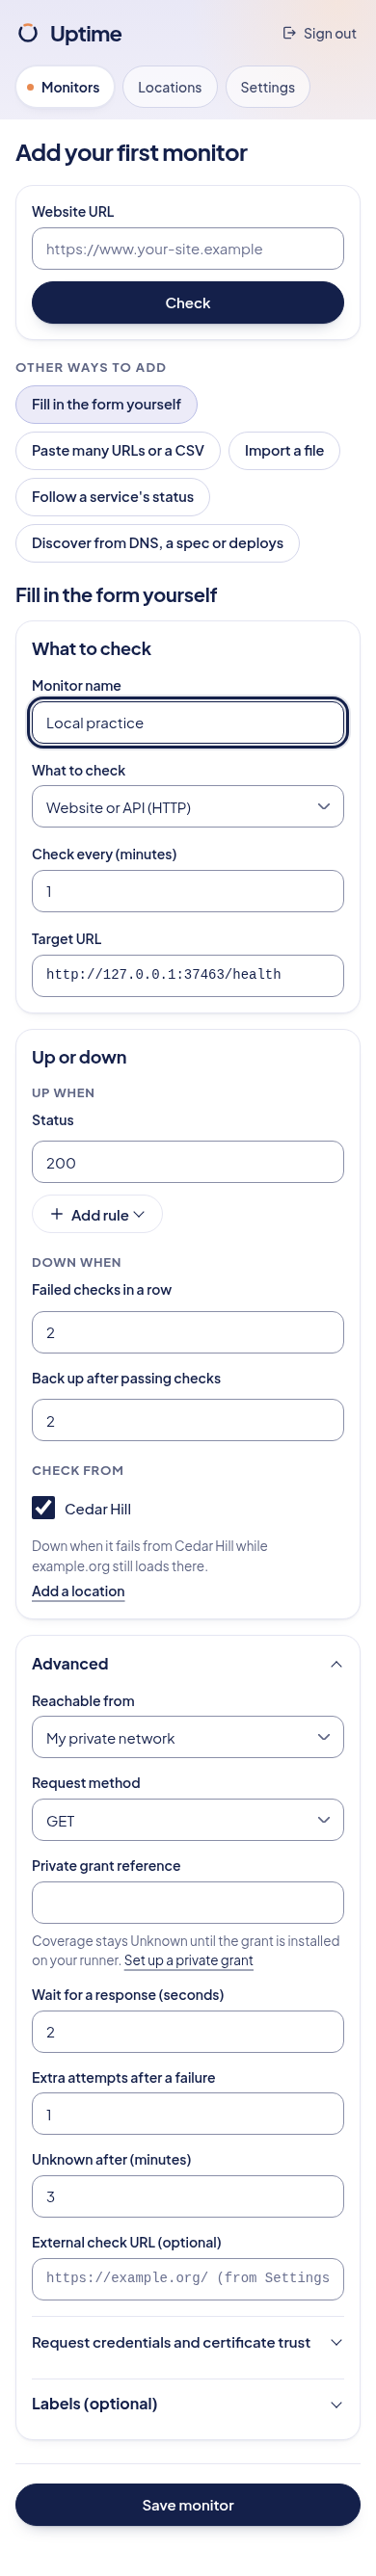 Uptime
Sign out
Monitors
Locations
Settings
Add your first monitor
Website URL
https://www.your-site.example
Check
OTHER WAYS TO ADD
Fill in the form yourself
Paste many URLs or a CSV
Import a file
Follow a service's status
Discover from DNS, a spec or deploys
Fill in the form yourself
What to check
Monitor name
Local practice
What to check
Website or API (HTTP)
Check every (minutes)
1
Target URL
http://127.0.0.1:37463/health
Up or down
UP WHEN
Status
200
+ Add rule
DOWN WHEN
Failed checks in a row
2
Back up after passing checks
2
CHECK FROM
Cedar Hill
Down when it fails from Cedar Hill while
example.org still loads there.
Add a location
Advanced
Reachable from
My private network
Request method
GET
Private grant reference
Coverage stays Unknown until the grant is installed
on your runner. Set up a private grant
Wait for a response (seconds)
2
Extra attempts after a failure
1
Unknown after (minutes)
3
External check URL (optional)
https://example.org/ (from Settings
Request credentials and certificate trust
Labels (optional)
Save monitor